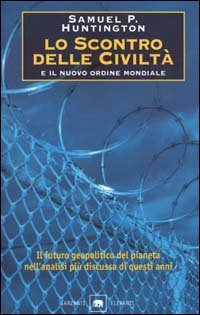 SAMUEL P.
HUNTINGTON
LO SCONTRO
DELLE CIVILTÀ
E IL NUOVO ORDINE MONDIALE
Il futuro geopolitico del pianeta
nell'analisi più discussa di questi anni
GARZANTI ELEFANTI